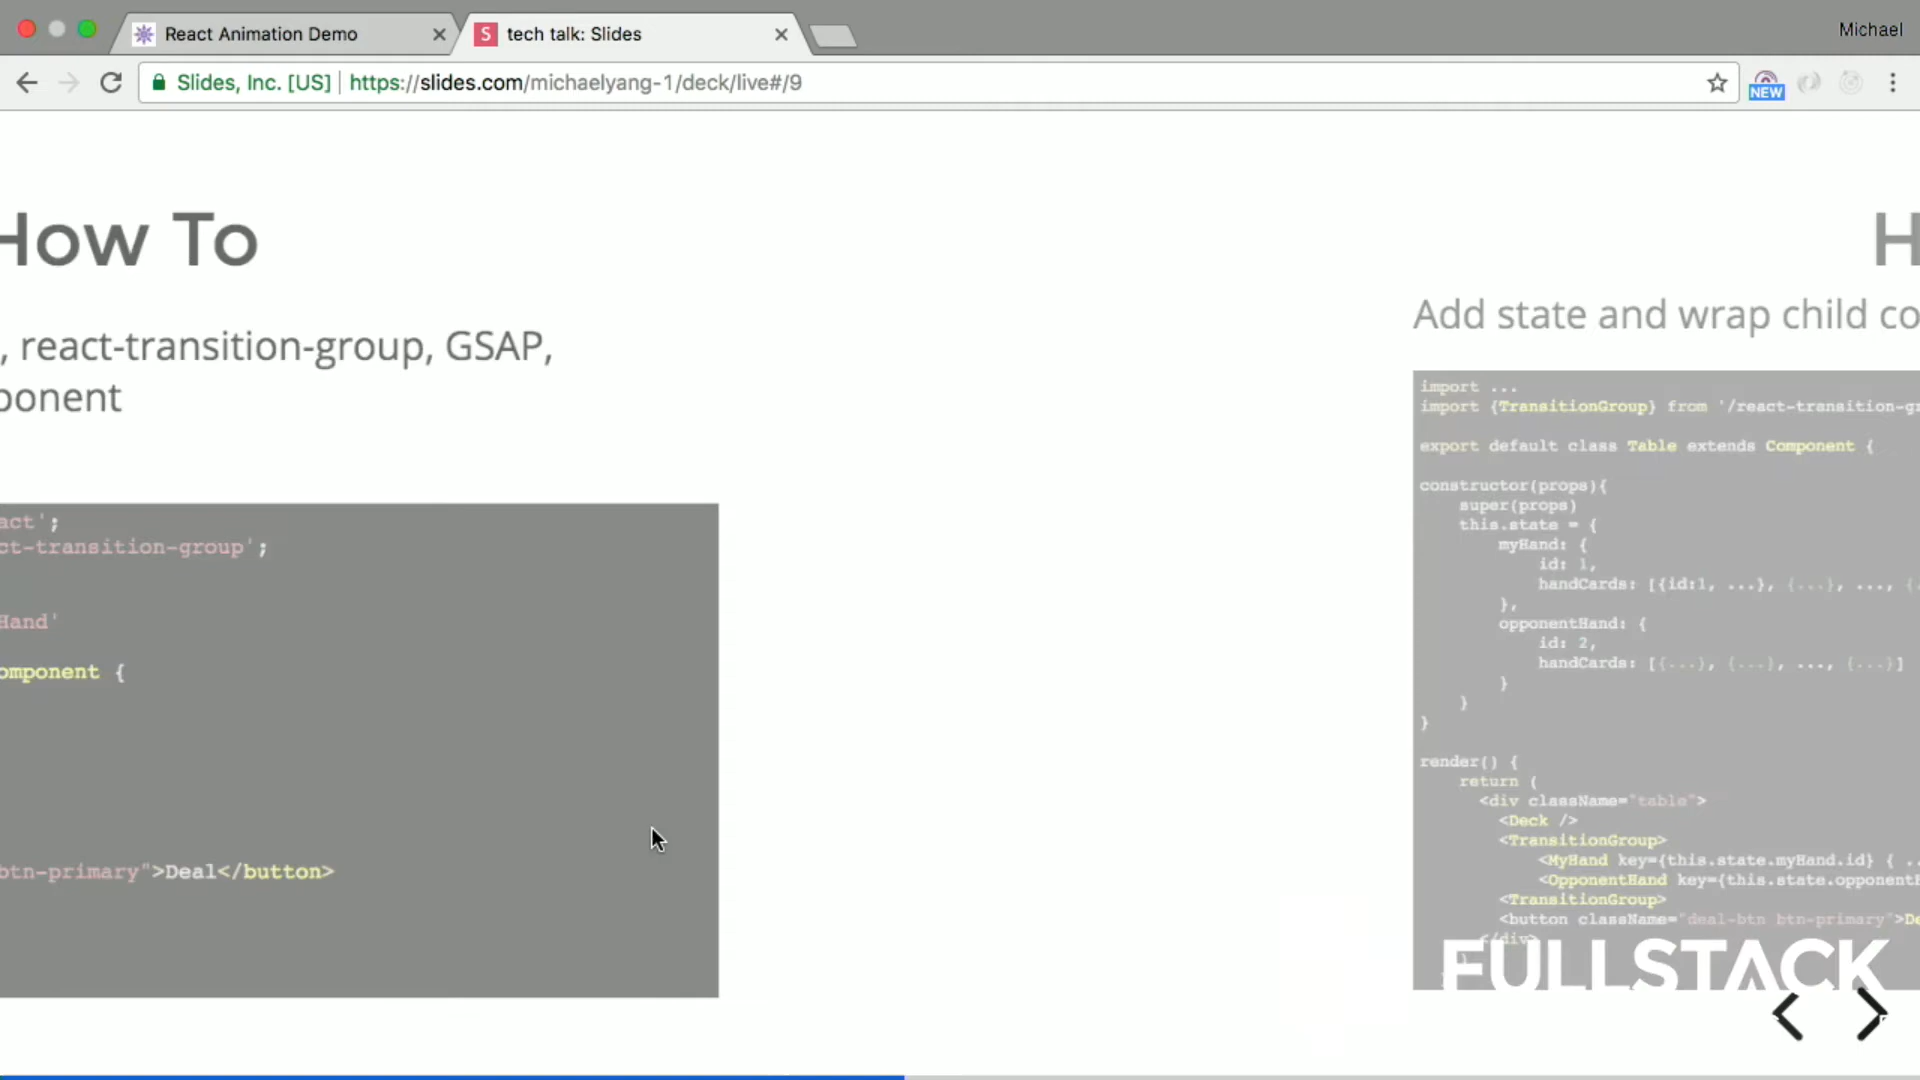 React Animation Demo
tech talk: Slides
Michael
Slides, Inc. [US]
https://slides.com/michaelyang-1/deck/live#/9
NEW
How To
, react-transition-group, GSAP,
ponent
act';
ct-transition-group';
Hand'
omponent {
btn-primary">Deal</button>
H
Add state and wrap child co
import ...
import {TransitionGroup} from '/react-transition-g
export default class Table extends Component {
constructor(props){
super(props)
this.state = {
myHand: {
id: 1,
handCards: [{id:1, ...}, {...}, ..., {.
},
opponentHand: {
id: 2,
handCards: [{...}, {...}, ..., {...}]
}
}
}
render() {
return (
<div className="table">
<Deck />
<TransitionGroup>
<MyHand key={this.state.myHand.id} { ..
<OpponentHand key={this.state.opponentH
<TransitionGroup>
<button className="deal-btn btn-primary">De
</div>
FULLSTACK